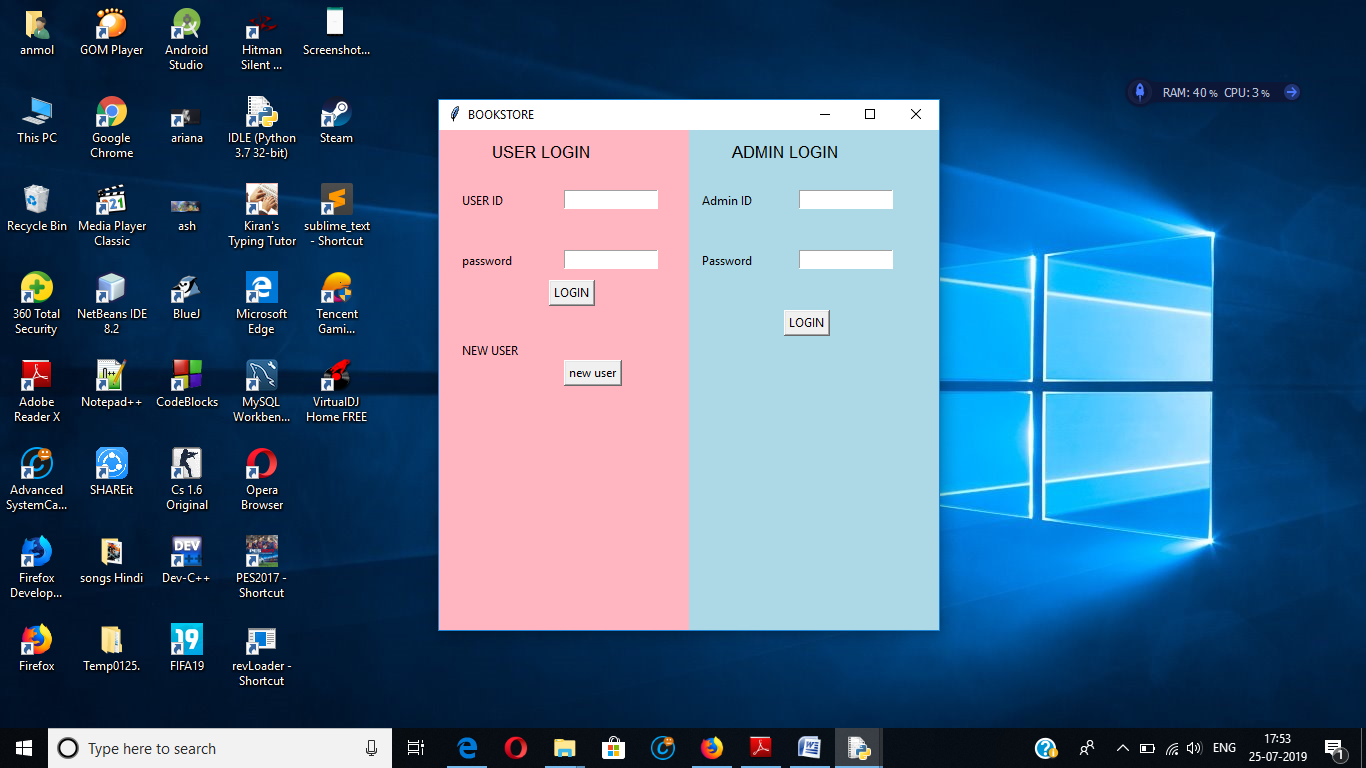 anmol
GOM Player
Android
Studio
Hitman
Silent ...
Screenshot...
This PC
Google
Chrome
ariana
IDLE (Python
3.7 32-bit)
Steam
Recycle Bin
Media Player
Classic
ash
Kiran's
Typing Tutor
sublime_text
- Shortcut
360 Total
Security
NetBeans IDE
8.2
BlueJ
Microsoft
Edge
Tencent
Gami...
Adobe
Reader X
Notepad++
CodeBlocks
MySQL
Workben...
VirtualDJ
Home FREE
Advanced
SystemCa...
SHAREit
Cs 1.6
Original
Opera
Browser
Firefox
Develop...
songs Hindi
DEV
Dev-C++
PES2017 -
Shortcut
Firefox
Temp0125.
19
FIFA19
revLoader -
Shortcut
321
RAM: 40 % CPU: 3 %
BOOKSTORE
USER LOGIN
USER ID
password
LOGIN
NEW USER
new user
ADMIN LOGIN
Admin ID
Password
LOGIN
Type here to search
ENG
17:53
25-07-2019
1